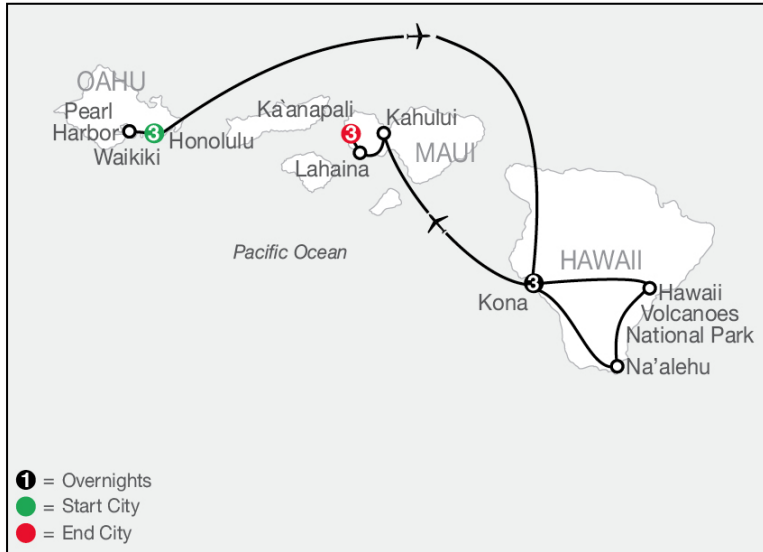 OAHU
Pearl
Harbor
3
Honolulu
Waikiki
Ka`anapali
3
Kahului
MAUI
Lahaina
Pacific Ocean
HAWAII
3
Kona
Hawaii
Volcanoes
National Park
Na’alehu
1 = Overnights
= Start City
= End City